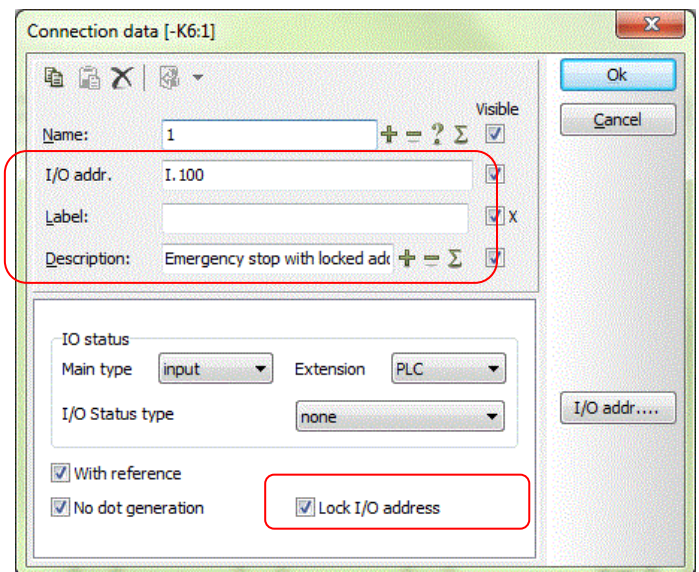 Connection data [-K6:1]
Ok
Visible
Cancel
Name: 1
I/O addr. I.100
Label: X
Description: Emergency stop with locked
IO status
Main type input Extension PLC
I/O addr....
I/O Status type none
With reference
No dot generation Lock I/O address